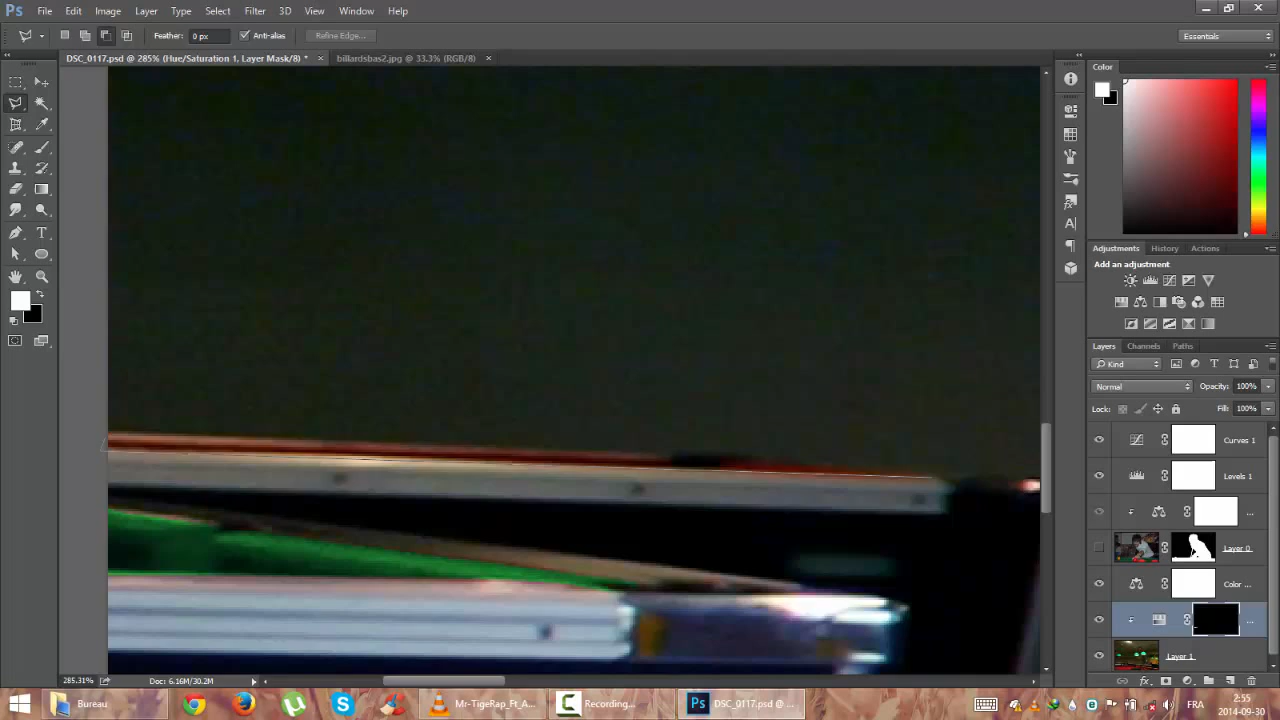 Ps File Edit Image Layer Type Select Filter 3D View Window Help
Feather: 0 px Anti-alias Refine Edge... Essentials
DSC_0117.psd @ 285% (Hue/Saturation 1, Layer Mask/8) * × billardsbas2.jpg @ 33.3% (RGB/8) ×
Color
Adjustments History Actions
Add an adjustment
Layers Channels Paths
Kind
Normal Opacity: 100%
Lock: Fill: 100%
Curves 1
Levels 1
...
Layer 0
Color ...
...
Layer 1
285.31% Doc: 6.16M/30.2M
Bureau Mr-TigeRap_Ft_A... Recording... Ps DSC_0117.psd @ ... FRA 2:55
2014-09-30